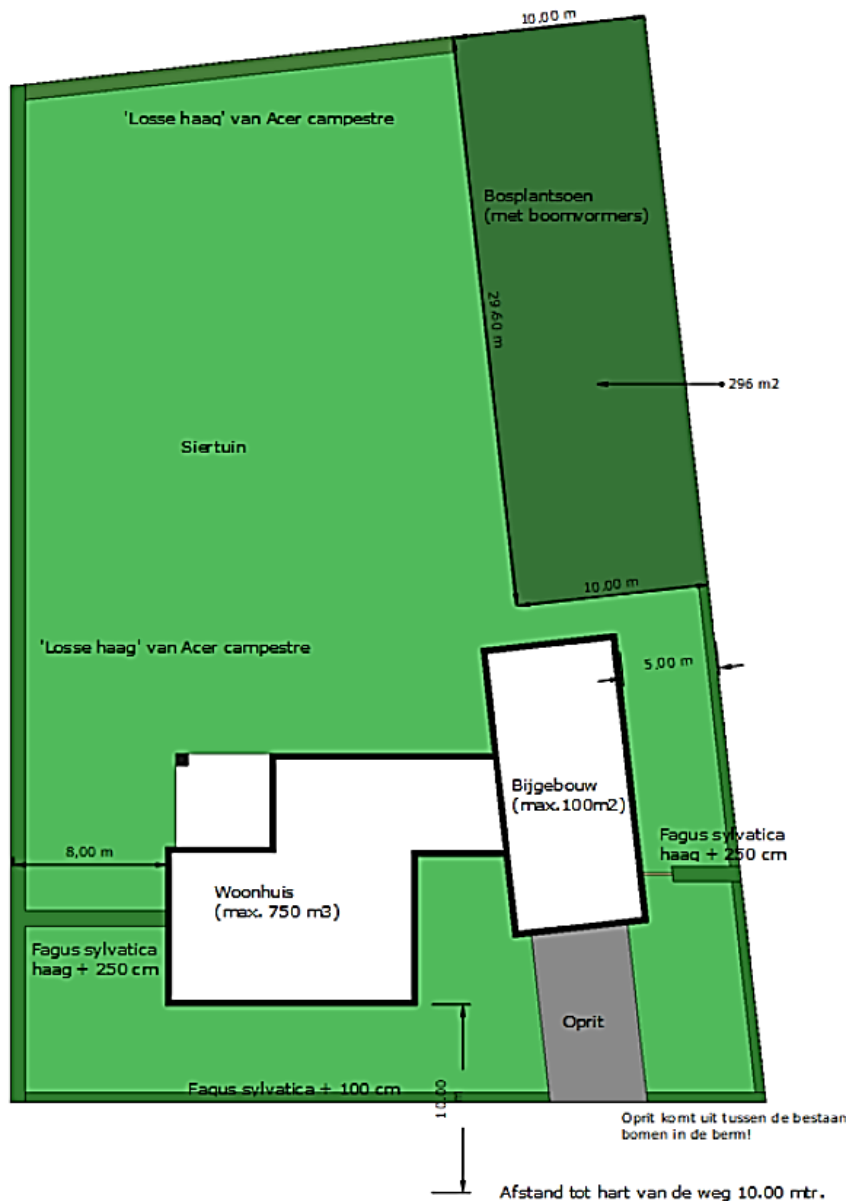 10,00 m
'Losse haag' van Acer campestre
Bosplantsoen
(met boomvormers)
29,60 m
296 m2
Siertuin
10,00 m
'Losse haag' van Acer campestre
5,00 m
Bijgebouw
(max.100m2)
Fagus sylvatica
haag + 250 cm
8,00 m
Woonhuis
(max. 750 m3)
Fagus sylvatica
haag + 250 cm
Oprit
Fagus sylvatica + 100 cm
10.00
Oprit komt uit tussen de bestaan
bomen in de berm!
Afstand tot hart van de weg 10.00 mtr.